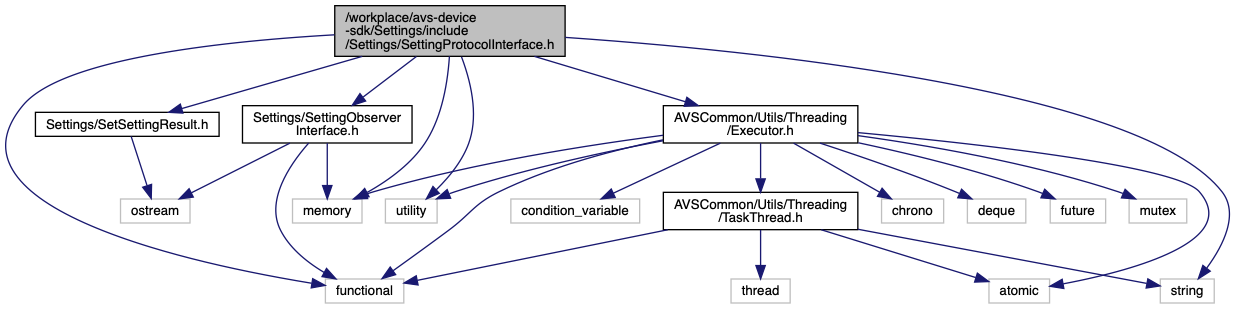 /workplace/avs-device
-sdk/Settings/include
/Settings/SettingProtocolInterface.h
Settings/SetSettingResult.h
Settings/SettingObserver
Interface.h
AVSCommon/Utils/Threading
/Executor.h
ostream
memory
utility
condition_variable
AVSCommon/Utils/Threading
/TaskThread.h
chrono
deque
future
mutex
functional
thread
atomic
string